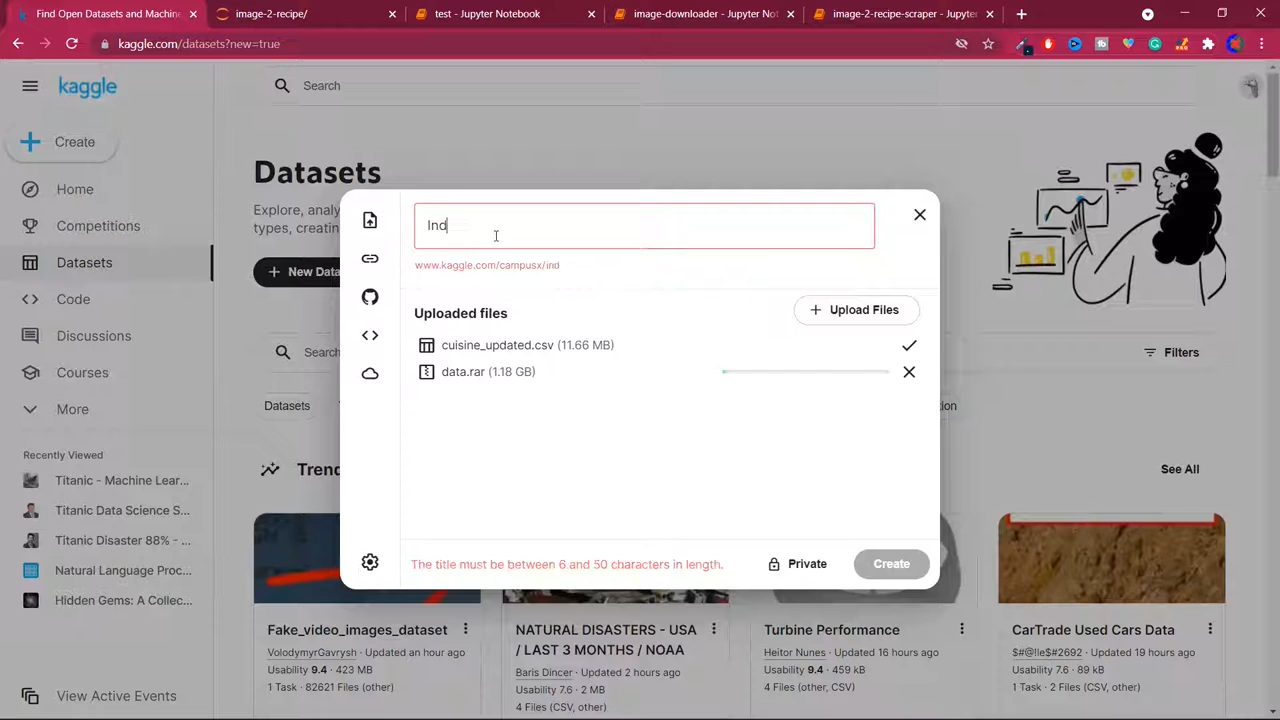 Find Open Datasets and Machine
image-2-recipe/
test - Jupyter Notebook
image-downloader - Jupyter Not
image-2-recipe-scraper - Jupyter
kaggle.com/datasets?new=true
kaggle
Search
Create
Home
Competitions
Datasets
Code
Discussions
Courses
More
Recently Viewed
Titanic - Machine Lear...
Titanic Data Science S...
Titanic Disaster 88% - ...
Natural Language Proc...
Hidden Gems: A Collec...
View Active Events
Datasets
Explore, analy
types, creatin
New Data
Search
Filters
Datasets
Ind
www.kaggle.com/campusx/ind
Uploaded files
Upload Files
cuisine_updated.csv (11.66 MB)
data.rar (1.18 GB)
The title must be between 6 and 50 characters in length.
Private
Create
Trend
See All
Fake_video_images_dataset
VolodymyrGavrysh · Updated an hour ago
Usability 9.4 · 423 MB
1 Task · 82621 Files (other)
NATURAL DISASTERS - USA
/ LAST 3 MONTHS / NOAA
Baris Dincer · Updated 2 hours ago
Usability 7.6 · 2 MB
4 Files (CSV, other)
Turbine Performance
Heitor Nunes · Updated 16 hours ago
Usability 9.4 · 459 kB
4 Files (other, CSV)
CarTrade Used Cars Data
$#@!!e$#2692 · Updated 19 hours ago
Usability 7.6 · 89 kB
1 Task · 2 Files (CSV, other)